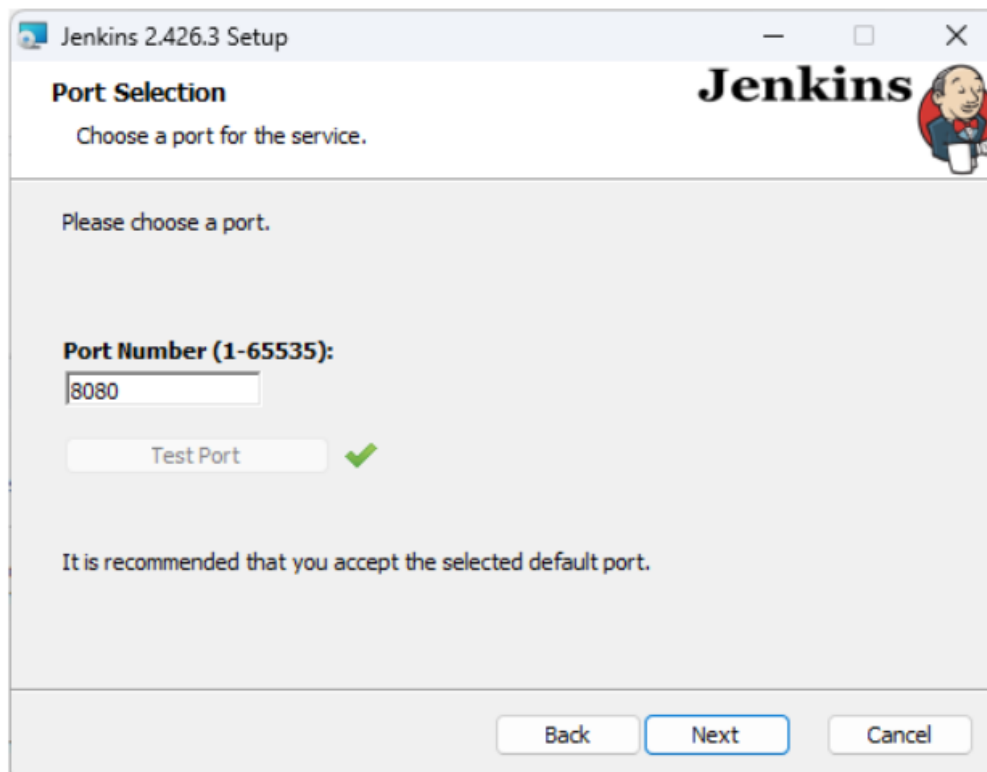 Jenkins 2.426.3 Setup
Port Selection
Jenkins
Choose a port for the service.
Please choose a port.
Port Number (1-65535):
8080
Test Port
It is recommended that you accept the selected default port.
Back
Next
Cancel